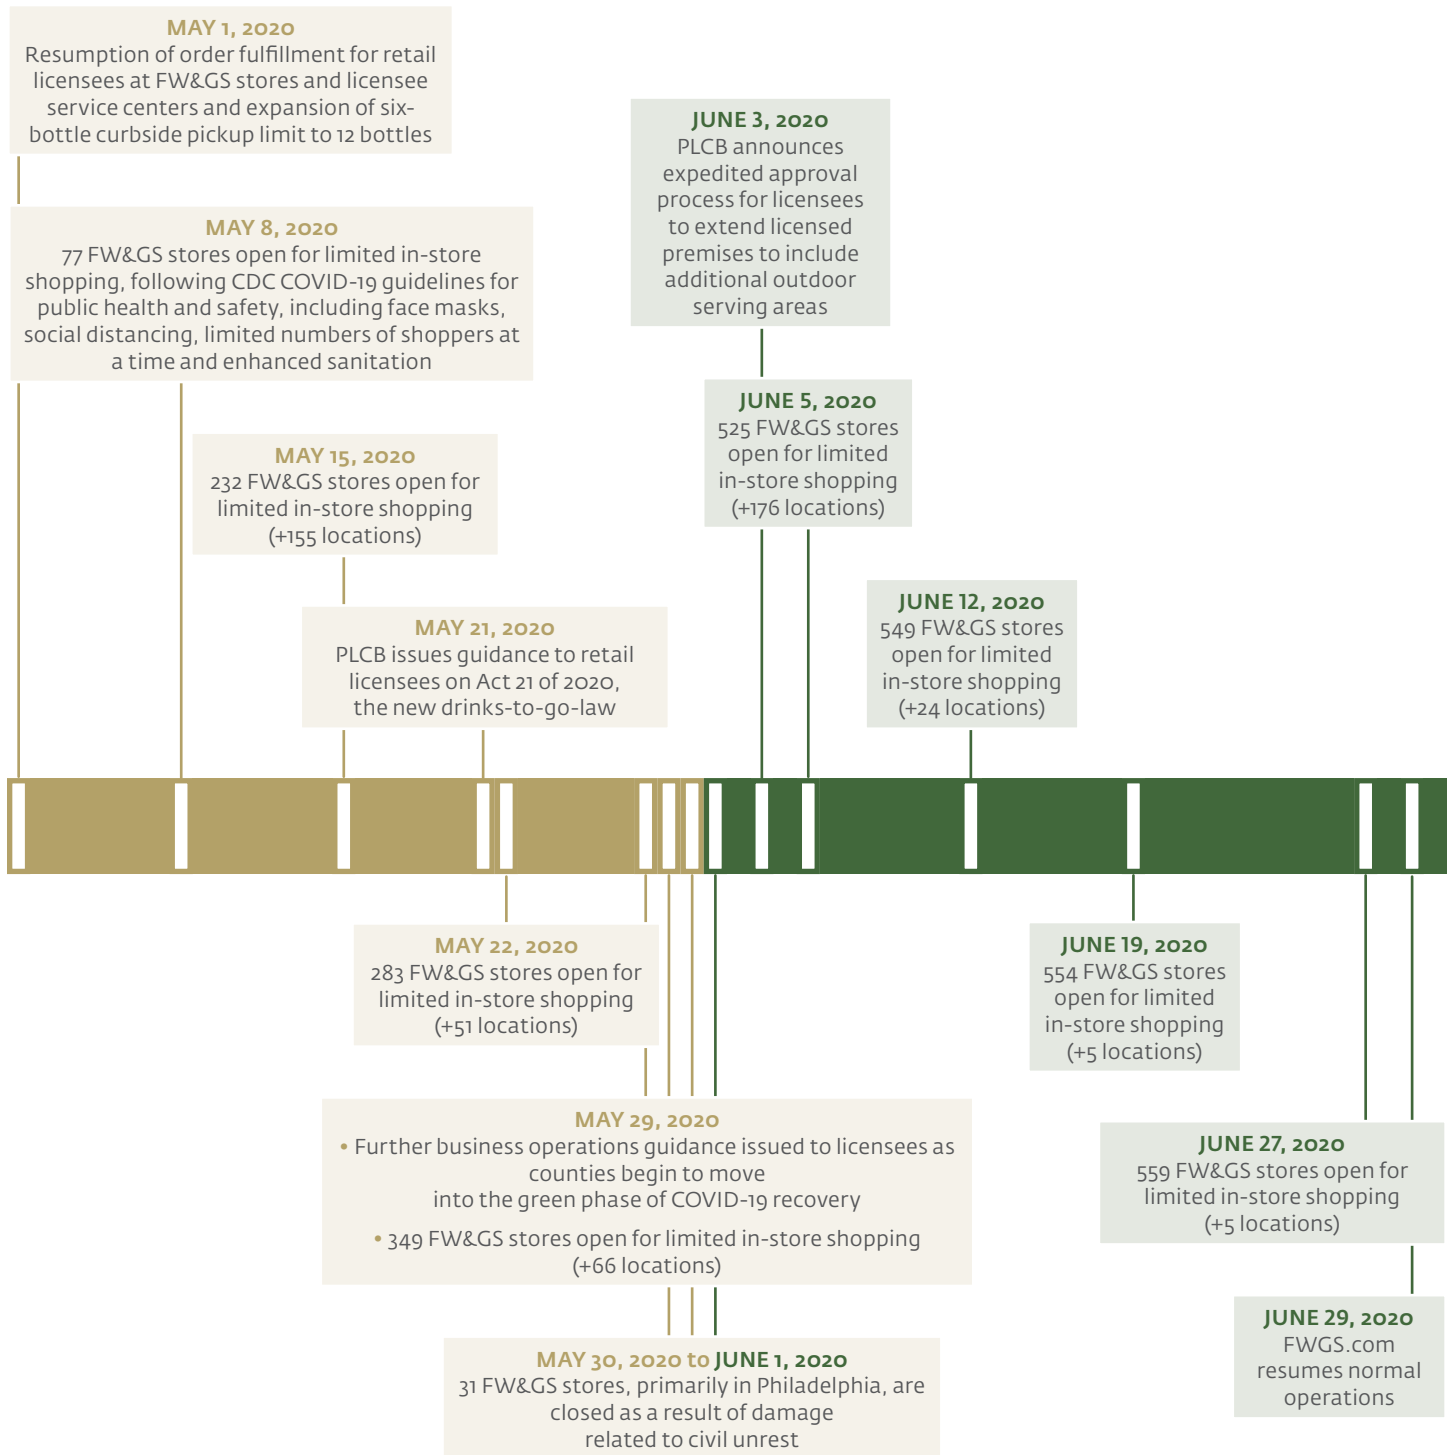 MAY 1, 2020
Resumption of order fulfillment for retail
licensees at FW&GS stores and licensee
service centers and expansion of six-
bottle curbside pickup limit to 12 bottles
MAY 8, 2020
77 FW&GS stores open for limited in-store
shopping, following CDC COVID-19 guidelines for
public health and safety, including face masks,
social distancing, limited numbers of shoppers at
a time and enhanced sanitation
MAY 15, 2020
232 FW&GS stores open for
limited in-store shopping
(+155 locations)
MAY 21, 2020
PLCB issues guidance to retail
licensees on Act 21 of 2020,
the new drinks-to-go-law
MAY 22, 2020
283 FW&GS stores open for
limited in-store shopping
(+51 locations)
MAY 29, 2020
• Further business operations guidance issued to licensees as
counties begin to move
into the green phase of COVID-19 recovery
• 349 FW&GS stores open for limited in-store shopping
(+66 locations)
MAY 30, 2020 to JUNE 1, 2020
31 FW&GS stores, primarily in Philadelphia, are
closed as a result of damage
related to civil unrest
JUNE 3, 2020
PLCB announces
expedited approval
process for licensees
to extend licensed
premises to include
additional outdoor
serving areas
JUNE 5, 2020
525 FW&GS stores
open for limited
in-store shopping
(+176 locations)
JUNE 12, 2020
549 FW&GS stores
open for limited
in-store shopping
(+24 locations)
JUNE 19, 2020
554 FW&GS stores
open for limited
in-store shopping
(+5 locations)
JUNE 27, 2020
559 FW&GS stores open for
limited in-store shopping
(+5 locations)
JUNE 29, 2020
FWGS.com
resumes normal
operations